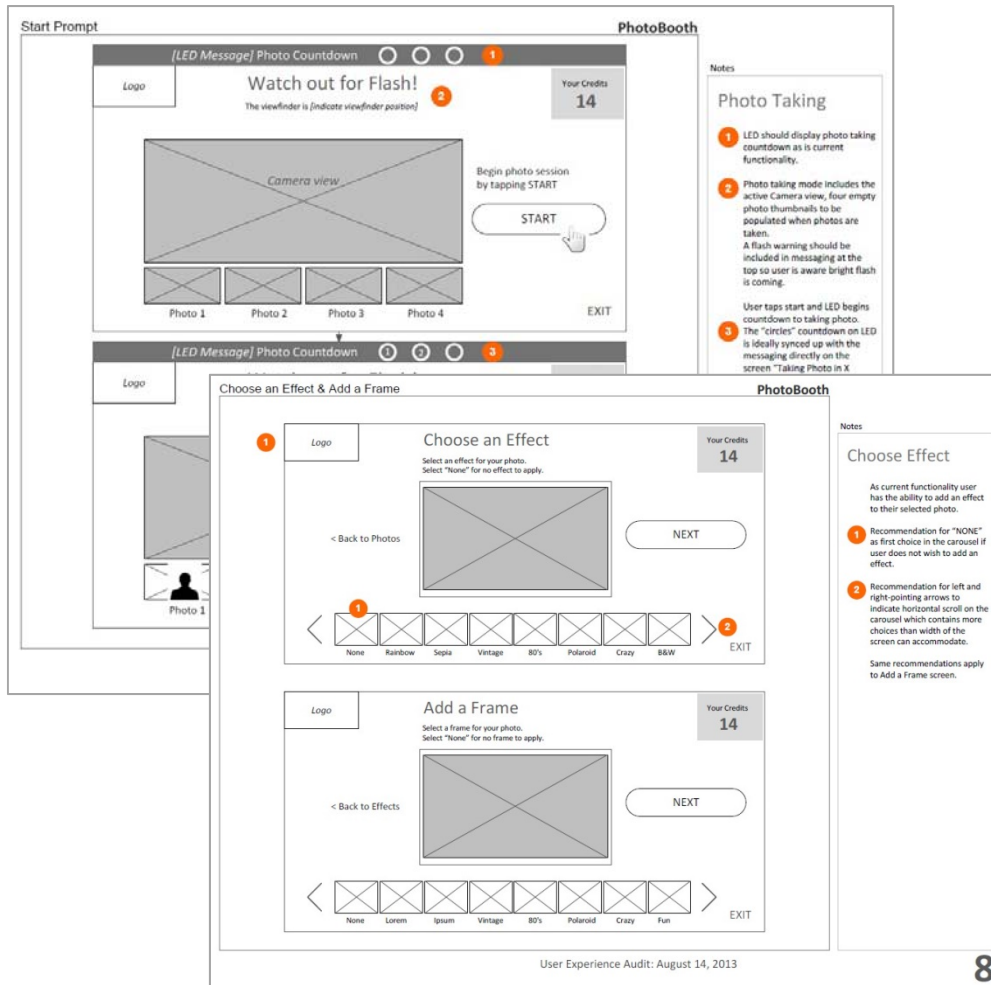 Start Prompt
PhotoBooth
[LED Message] Photo Countdown
1
Logo
Watch out for Flash!
The viewfinder is [indicate viewfinder position]
2
Your Credits
14
Camera view
Begin photo session
by tapping START
START
Photo 1
Photo 2
Photo 3
Photo 4
EXIT
Notes
Photo Taking
1
LED should display photo taking
countdown as is current
functionality.
2
Photo taking mode includes the
active Camera view, four empty
photo thumbnails to be
populated when photos are
taken.
A flash warning should be
included in messaging at the
top so user is aware bright flash
is coming.
User taps start and LED begins
countdown to taking photo.
3
The "circles" countdown on LED
is ideally synced up with the
messaging directly on the
screen "Taking Photo in X
[LED Message] Photo Countdown
1
2
3
Logo
Photo 1
Choose an Effect & Add a Frame
PhotoBooth
1
Logo
Choose an Effect
Select an effect for your photo.
Select "None" for no effect to apply.
Your Credits
14
< Back to Photos
NEXT
1
2
None
Rainbow
Sepia
Vintage
80's
Polaroid
Crazy
B&W
EXIT
Logo
Add a Frame
Select a frame for your photo.
Select "None" for no frame to apply.
Your Credits
14
< Back to Effects
NEXT
None
Lorem
Ipsum
Vintage
80's
Polaroid
Crazy
Fun
EXIT
Notes
Choose Effect
As current functionality user
has the ability to add an effect
to their selected photo.
1
Recommendation for "NONE"
as first choice in the carousel if
user does not wish to add an
effect.
2
Recommendation for left and
right-pointing arrows to
indicate horizontal scroll on the
carousel which contains more
choices than width of the
screen can accommodate.
Same recommendations apply
to Add a Frame screen.
User Experience Audit: August 14, 2013
8